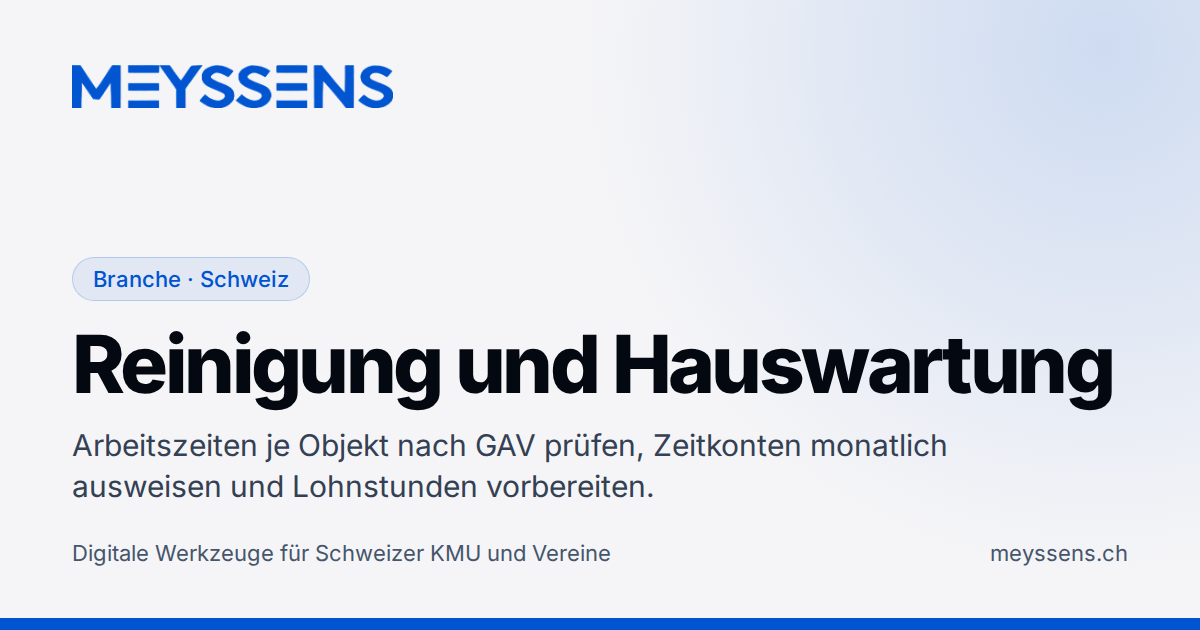 MEYSSENS
Branche · Schweiz
Reinigung und Hauswartung
Arbeitszeiten je Objekt nach GAV prüfen, Zeitkonten monatlich
ausweisen und Lohnstunden vorbereiten.
Digitale Werkzeuge für Schweizer KMU und Vereine
meyssens.ch